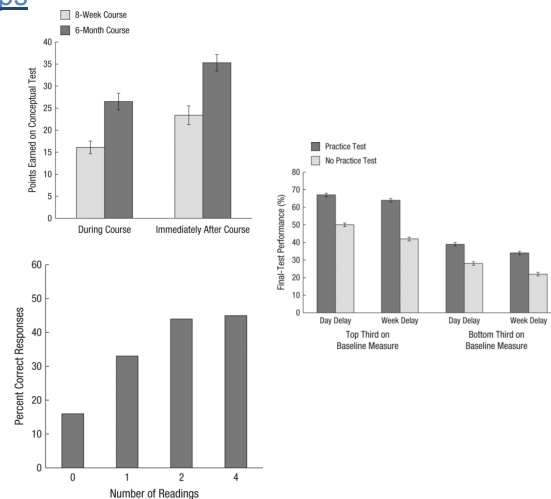 ps
8-Week Course
6-Month Course
Points Earned on Conceptual Test
40
35
30
25
20
15
10
5
0
During Course Immediately After Course
Practice Test
No Practice Test
Final-Test Performance (%)
80
70
60
50
40
30
20
10
0
Day Delay Week Delay Day Delay Week Delay
Top Third on Bottom Third on
Baseline Measure Baseline Measure
Percent Correct Responses
60
50
40
30
20
10
0
0 1 2 4
Number of Readings